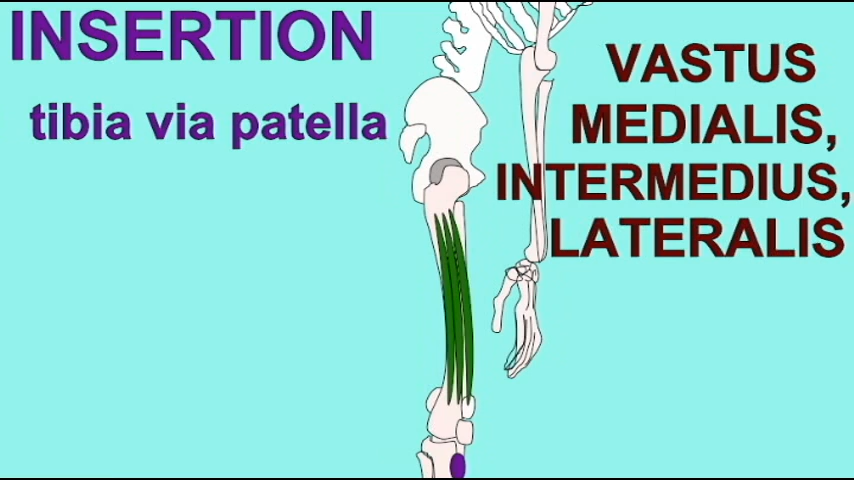 INSERTION
tibia via patella
VASTUS
MEDIALIS,
INTERMEDIUS,
LATERALIS